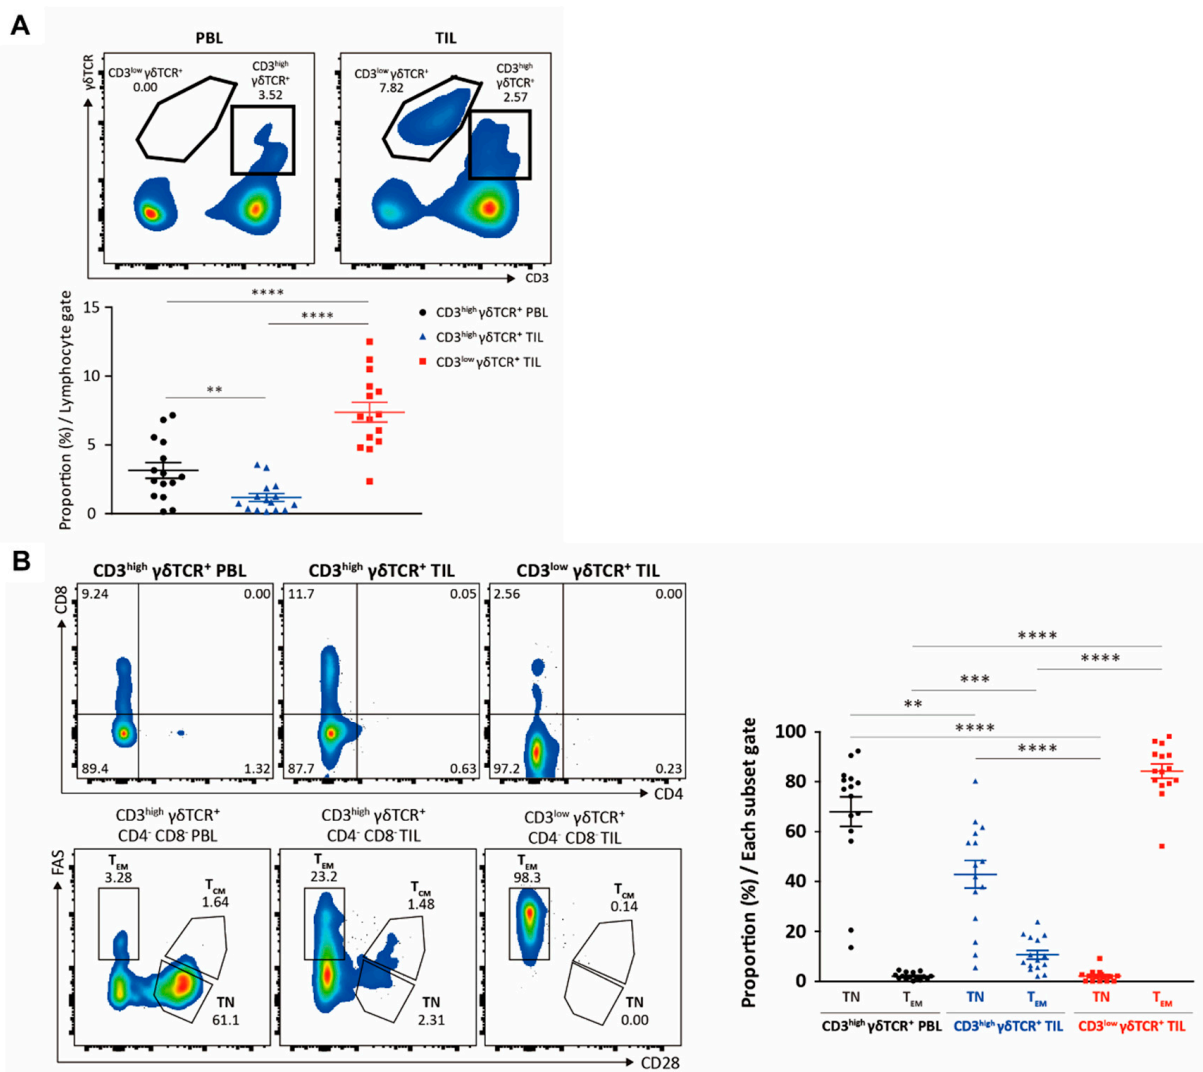 A
PBL
TIL
γδTCR
CD3low γδTCR+
0.00
CD3high
γδTCR+
3.52
CD3low γδTCR+
7.82
CD3high
γδTCR+
2.57
CD3
Proportion (%) / Lymphocyte gate
15
10
5
0
****
****
**
CD3high γδTCR+ PBL
CD3high γδTCR+ TIL
CD3low γδTCR+ TIL
B
CD3high γδTCR+ PBL
CD3high γδTCR+ TIL
CD3low γδTCR+ TIL
CD8
9.24 0.00
89.4 1.32
11.7 0.05
87.7 0.63
2.56 0.00
97.2 0.23
CD4
CD3high γδTCR+
CD4- CD8- PBL
CD3high γδTCR+
CD4- CD8- TIL
CD3low γδTCR+
CD4- CD8- TIL
FAS
TEM
3.28
TCM
1.64
TN
61.1
TEM
23.2
TCM
1.48
TN
2.31
TEM
98.3
TCM
0.14
TN
0.00
CD28
Proportion (%) / Each subset gate
100
80
60
40
20
0
****
****
***
**
****
****
TN TEM TN TEM TN TEM
CD3high γδTCR+ PBL CD3high γδTCR+ TIL CD3low γδTCR+ TIL